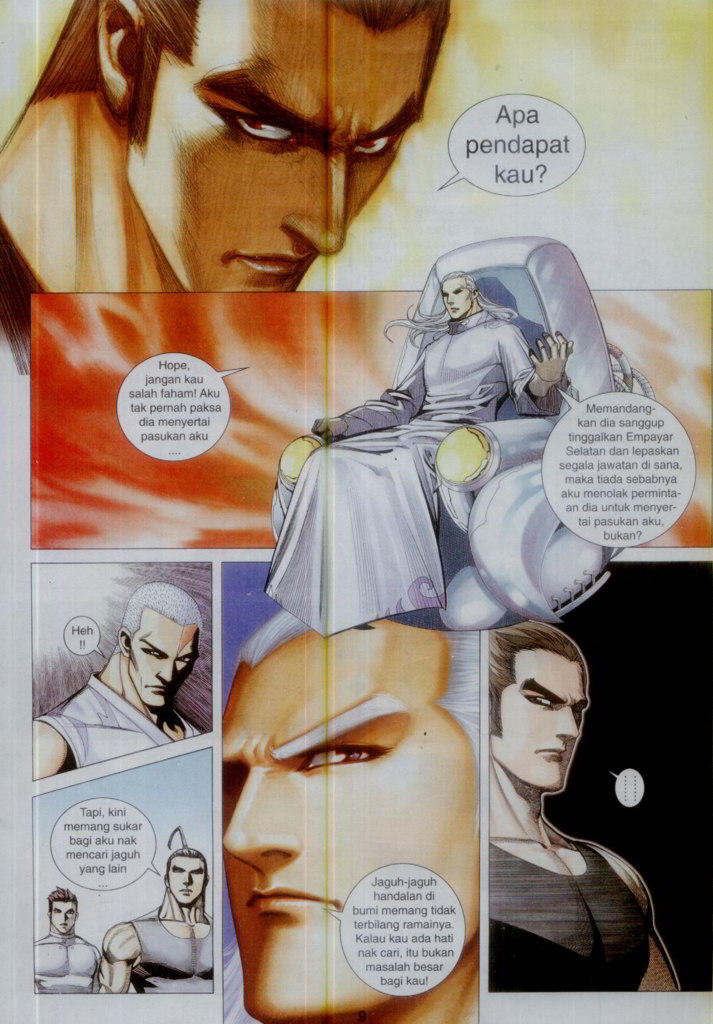 Apa
pendapat
kau?
Hope,
jangan kau
salah faham! Aku
tak pernah paksa
dia menyertai
pasukan aku
....
Memandang-
kan dia sanggup
tinggalkan Empayar
Selatan dan lepaskan
segala jawatan di sana,
maka tiada sebabnya
aku menolak perminta-
an dia untuk menyer-
tai pasukan aku,
bukan?
Heh
!!
Tapi, kini
memang sukar
bagi aku nak
mencari jaguh
yang lain
...
Jaguh-jaguh
handalan di
bumi memang tidak
terbilang ramainya.
Kalau kau ada hati
nak cari, itu bukan
masalah besar
bagi kau!
9